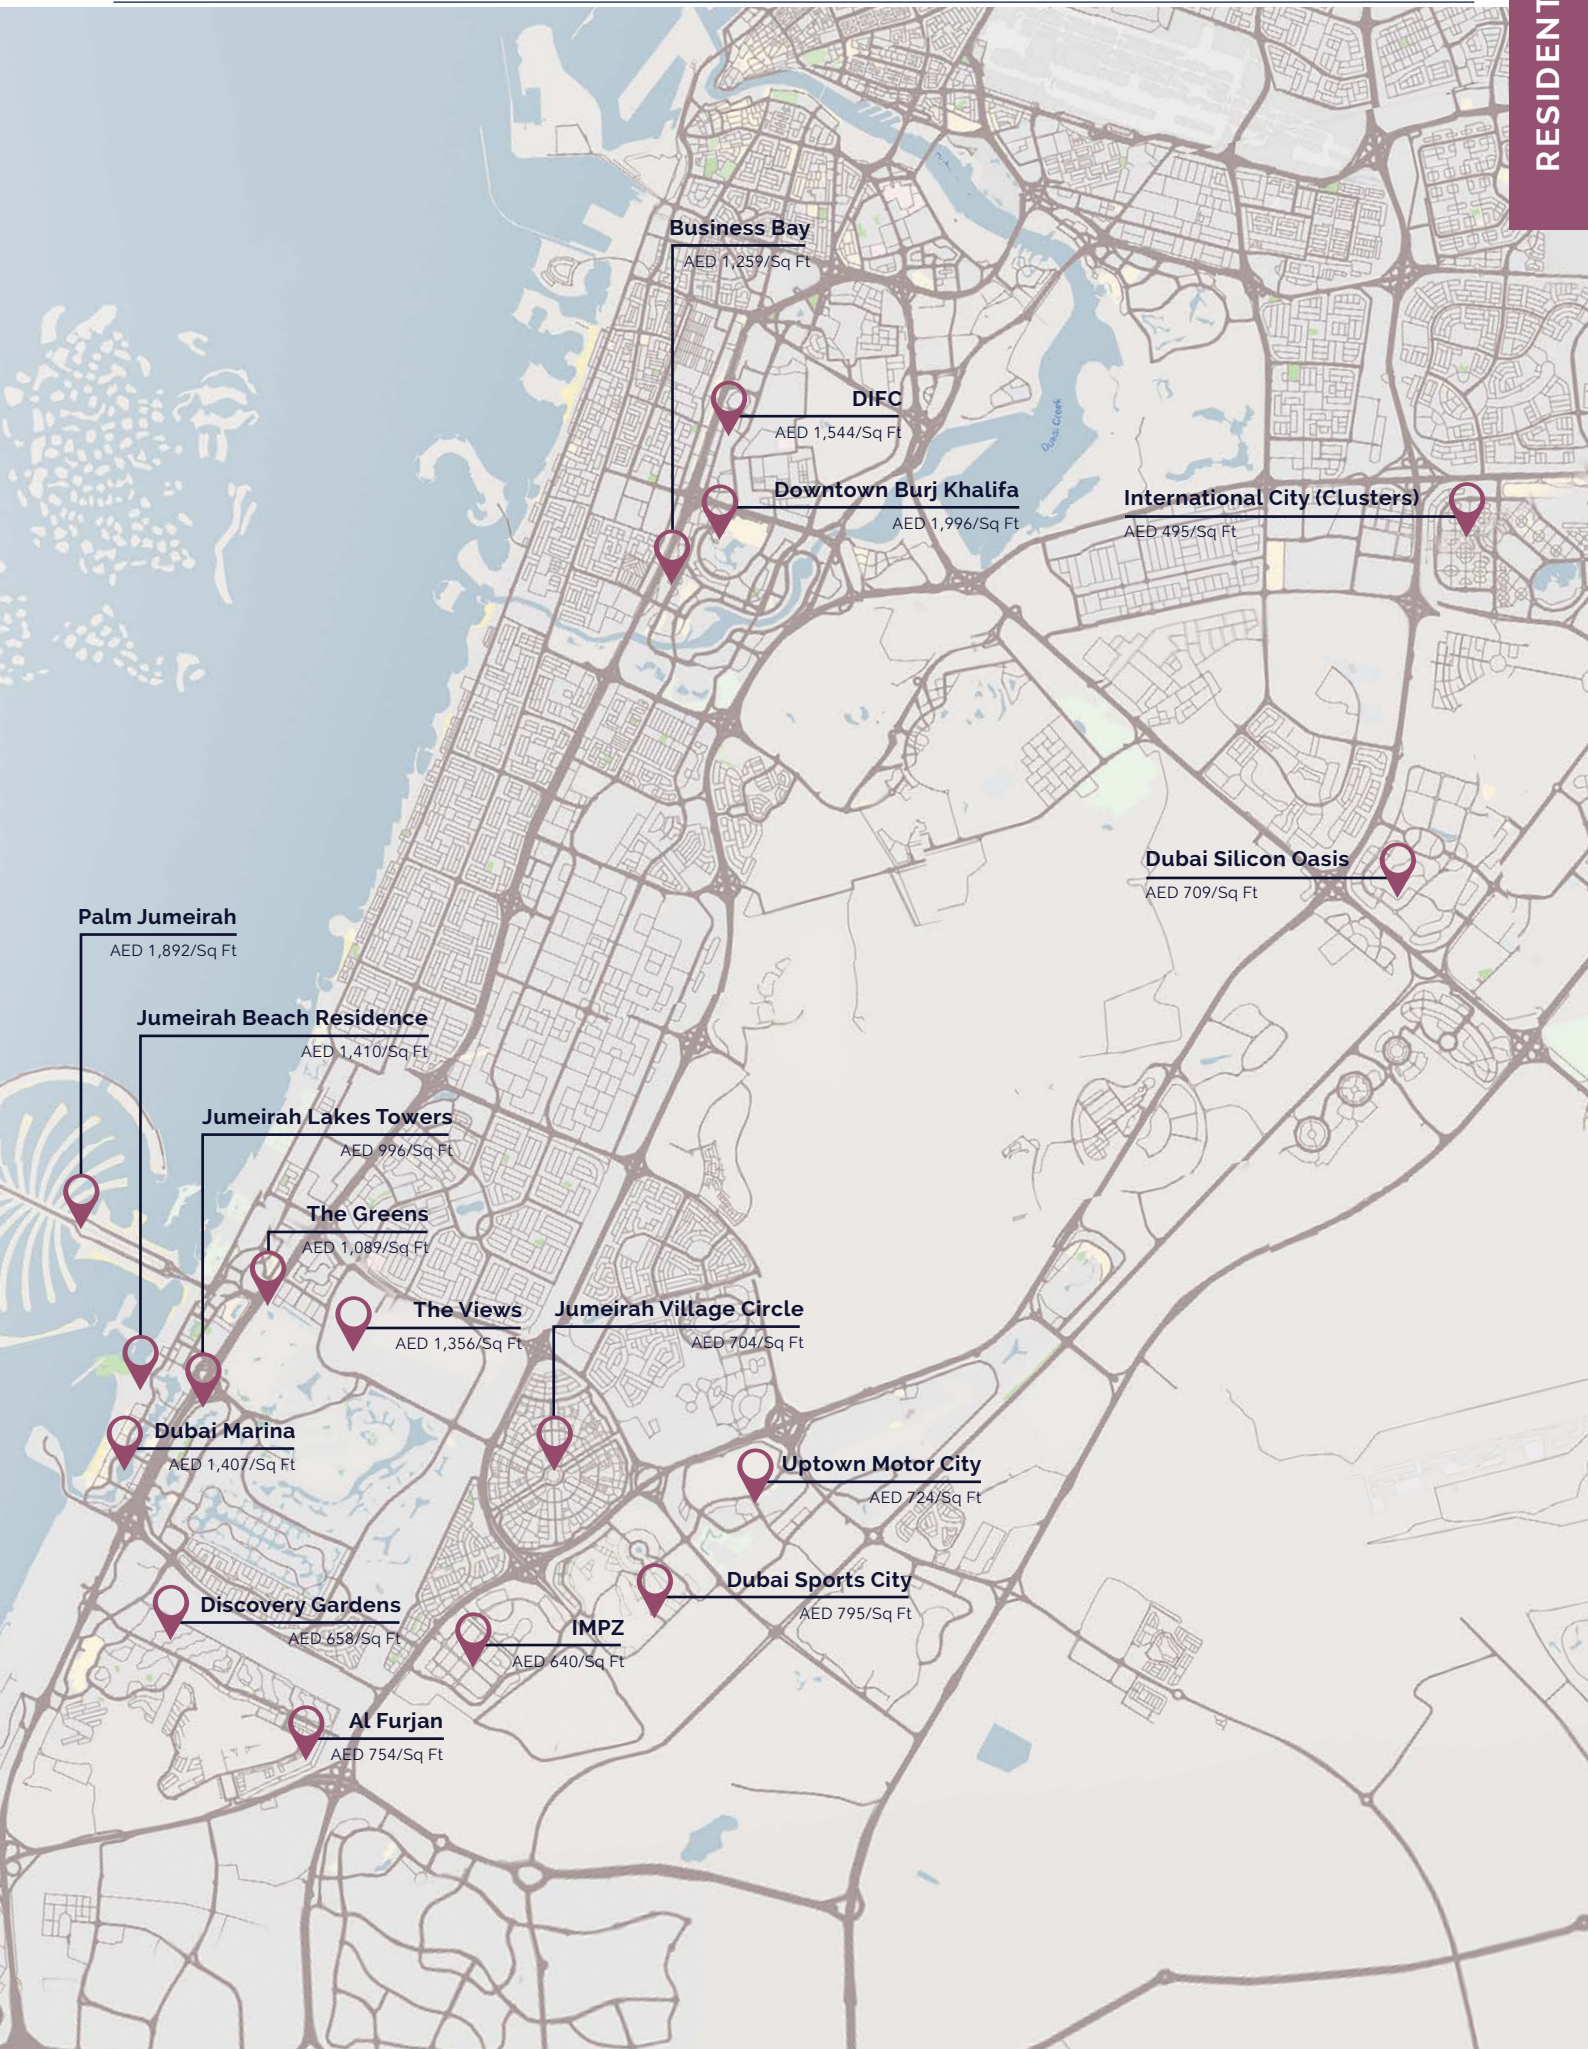 RESIDENT
Business Bay
AED 1,259/Sq Ft
DIFC
AED 1,544/Sq Ft
Downtown Burj Khalifa
AED 1,996/Sq Ft
International City (Clusters)
AED 495/Sq Ft
Dubai Creek
Dubai Silicon Oasis
AED 709/Sq Ft
Palm Jumeirah
AED 1,892/Sq Ft
Jumeirah Beach Residence
AED 1,410/Sq Ft
Jumeirah Lakes Towers
AED 996/Sq Ft
The Greens
AED 1,089/Sq Ft
The Views
AED 1,356/Sq Ft
Jumeirah Village Circle
AED 704/Sq Ft
Dubai Marina
AED 1,407/Sq Ft
Uptown Motor City
AED 724/Sq Ft
Dubai Sports City
AED 795/Sq Ft
Discovery Gardens
AED 658/Sq Ft
IMPZ
AED 640/Sq Ft
Al Furjan
AED 754/Sq Ft